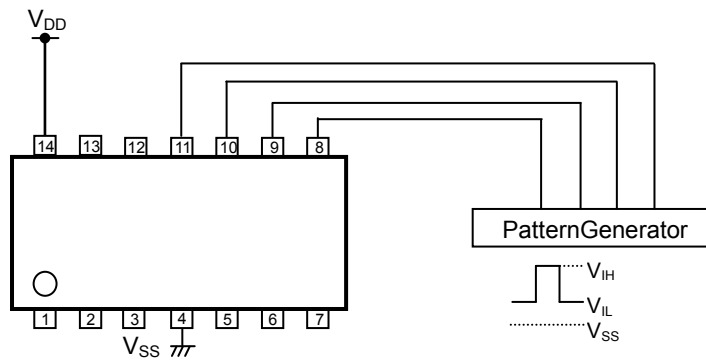 VDD
14 13 12 11 10 9 8
PatternGenerator
VIH
VIL
VSS
1 2 3 4 5 6 7
VSS